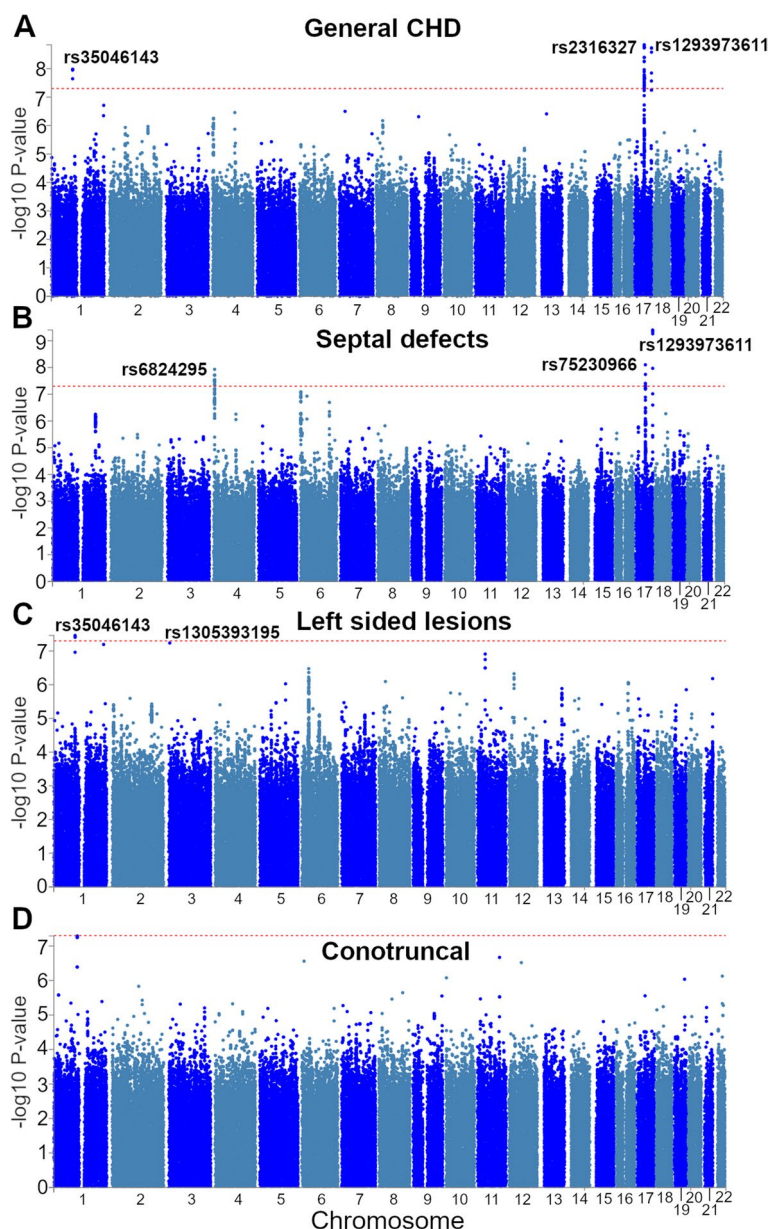 A
General CHD
rs35046143
rs2316327
rs1293973611
8
7
6
5
4
3
2
1
0
-log10 P-value
1 2 3 4 5 6 7 8 9 10 11 12 13 14 15 16 17 18 20 22
19 21
B
Septal defects
rs6824295
rs75230966
rs1293973611
9
8
7
6
5
4
3
2
1
0
-log10 P-value
1 2 3 4 5 6 7 8 9 10 11 12 13 14 15 16 17 18 20 22
19 21
C
Left sided lesions
rs35046143
rs1305393195
7
6
5
4
3
2
1
0
-log10 P-value
1 2 3 4 5 6 7 8 9 10 11 12 13 14 15 16 17 18 20 22
19 21
D
Conotruncal
7
6
5
4
3
2
1
0
-log10 P-value
1 2 3 4 5 6 7 8 9 10 11 12 13 14 15 16 17 18 20 22
19 21
Chromosome